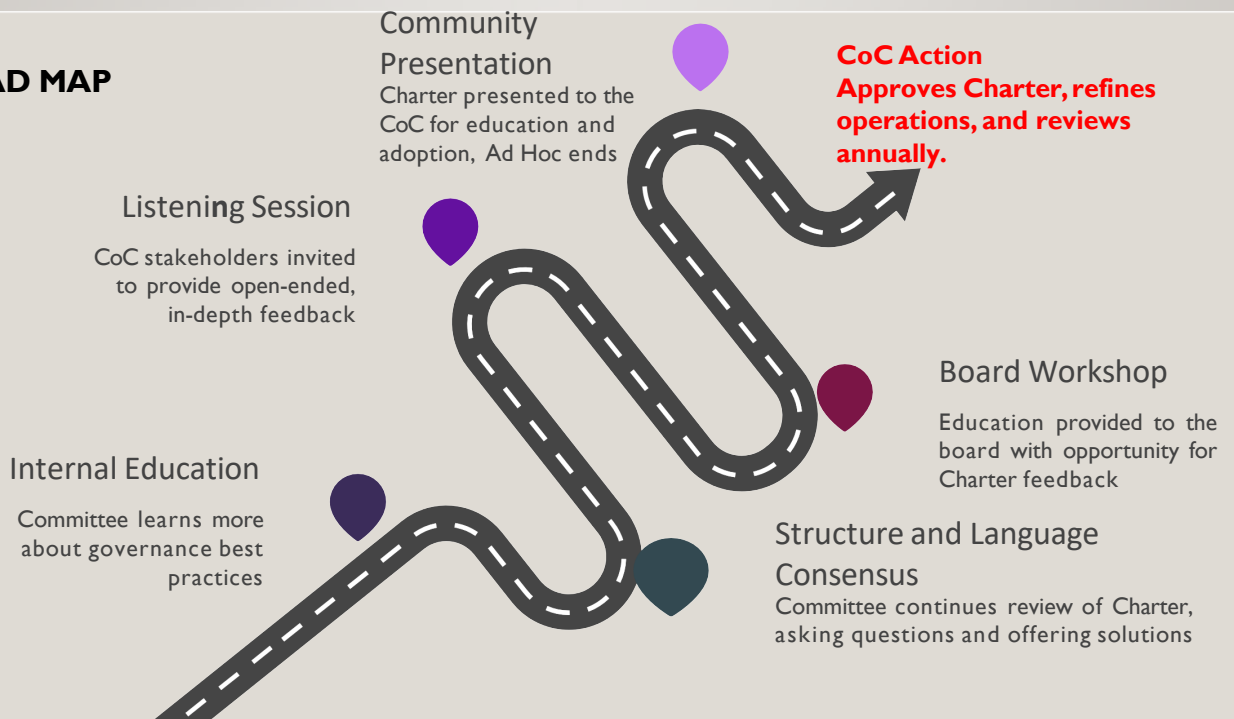 AD MAP
Community
Presentation
Charter presented to the
CoC for education and
adoption, Ad Hoc ends
CoC Action
Approves Charter, refines
operations, and reviews
annually.
Listening Session
CoC stakeholders invited
to provide open-ended,
in-depth feedback
Board Workshop
Education provided to the
board with opportunity for
Charter feedback
Internal Education
Committee learns more
about governance best
practices
Structure and Language
Consensus
Committee continues review of Charter,
asking questions and offering solutions